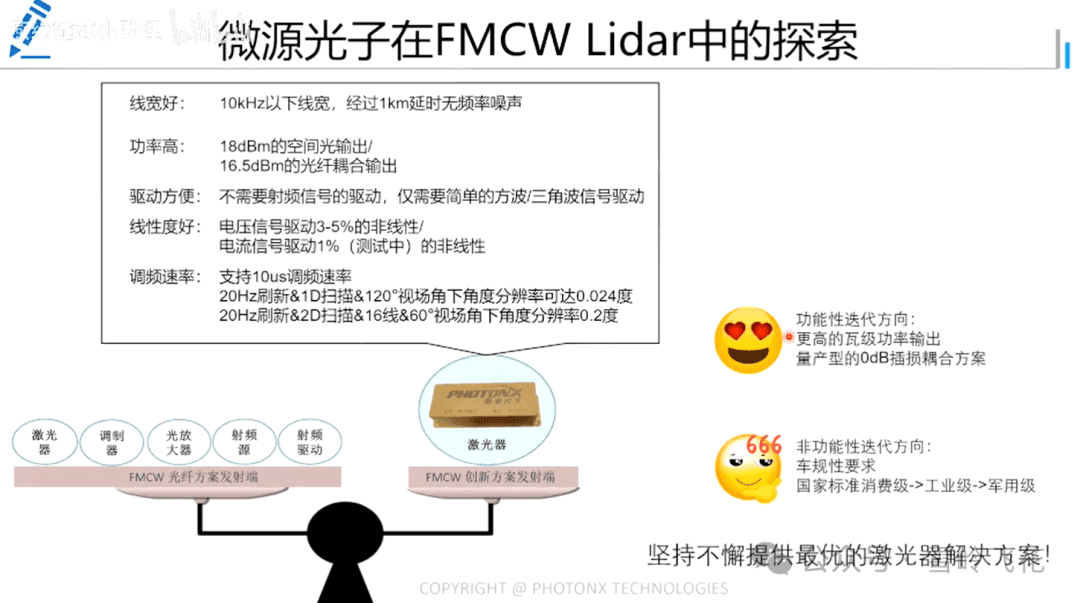 微源光子在FMCW Lidar中的探索
线宽好： 10kHz以下线宽，经过1km延时无频率噪声
功率高： 18dBm的空间光输出/
16.5dBm的光纤耦合输出
驱动方便： 不需要射频信号的驱动，仅需要简单的方波/三角波信号驱动
线性度好： 电压信号驱动3-5%的非线性/
电流信号驱动1%（测试中）的非线性
调频速率： 支持10us调频速率
20Hz刷新&1D扫描&120°视场角下角度分辨率可达0.024度
20Hz刷新&2D扫描&16线&60°视场角下角度分辨率0.2度
功能性迭代方向：
更高的瓦级功率输出
量产型的0dB插损耦合方案
PHOTONX
激光器
激光
器
调制
器
光放
大器
射频
源
射频
驱动
FMCW 光纤方案发射端
FMCW 创新方案发射端
666
非功能性迭代方向：
车规性要求
国家标准消费级->工业级->军用级
坚持不懈提供最优的激光器解决方案!
公众号
COPYRIGHT @ PHOTONX TECHNOLOGIES